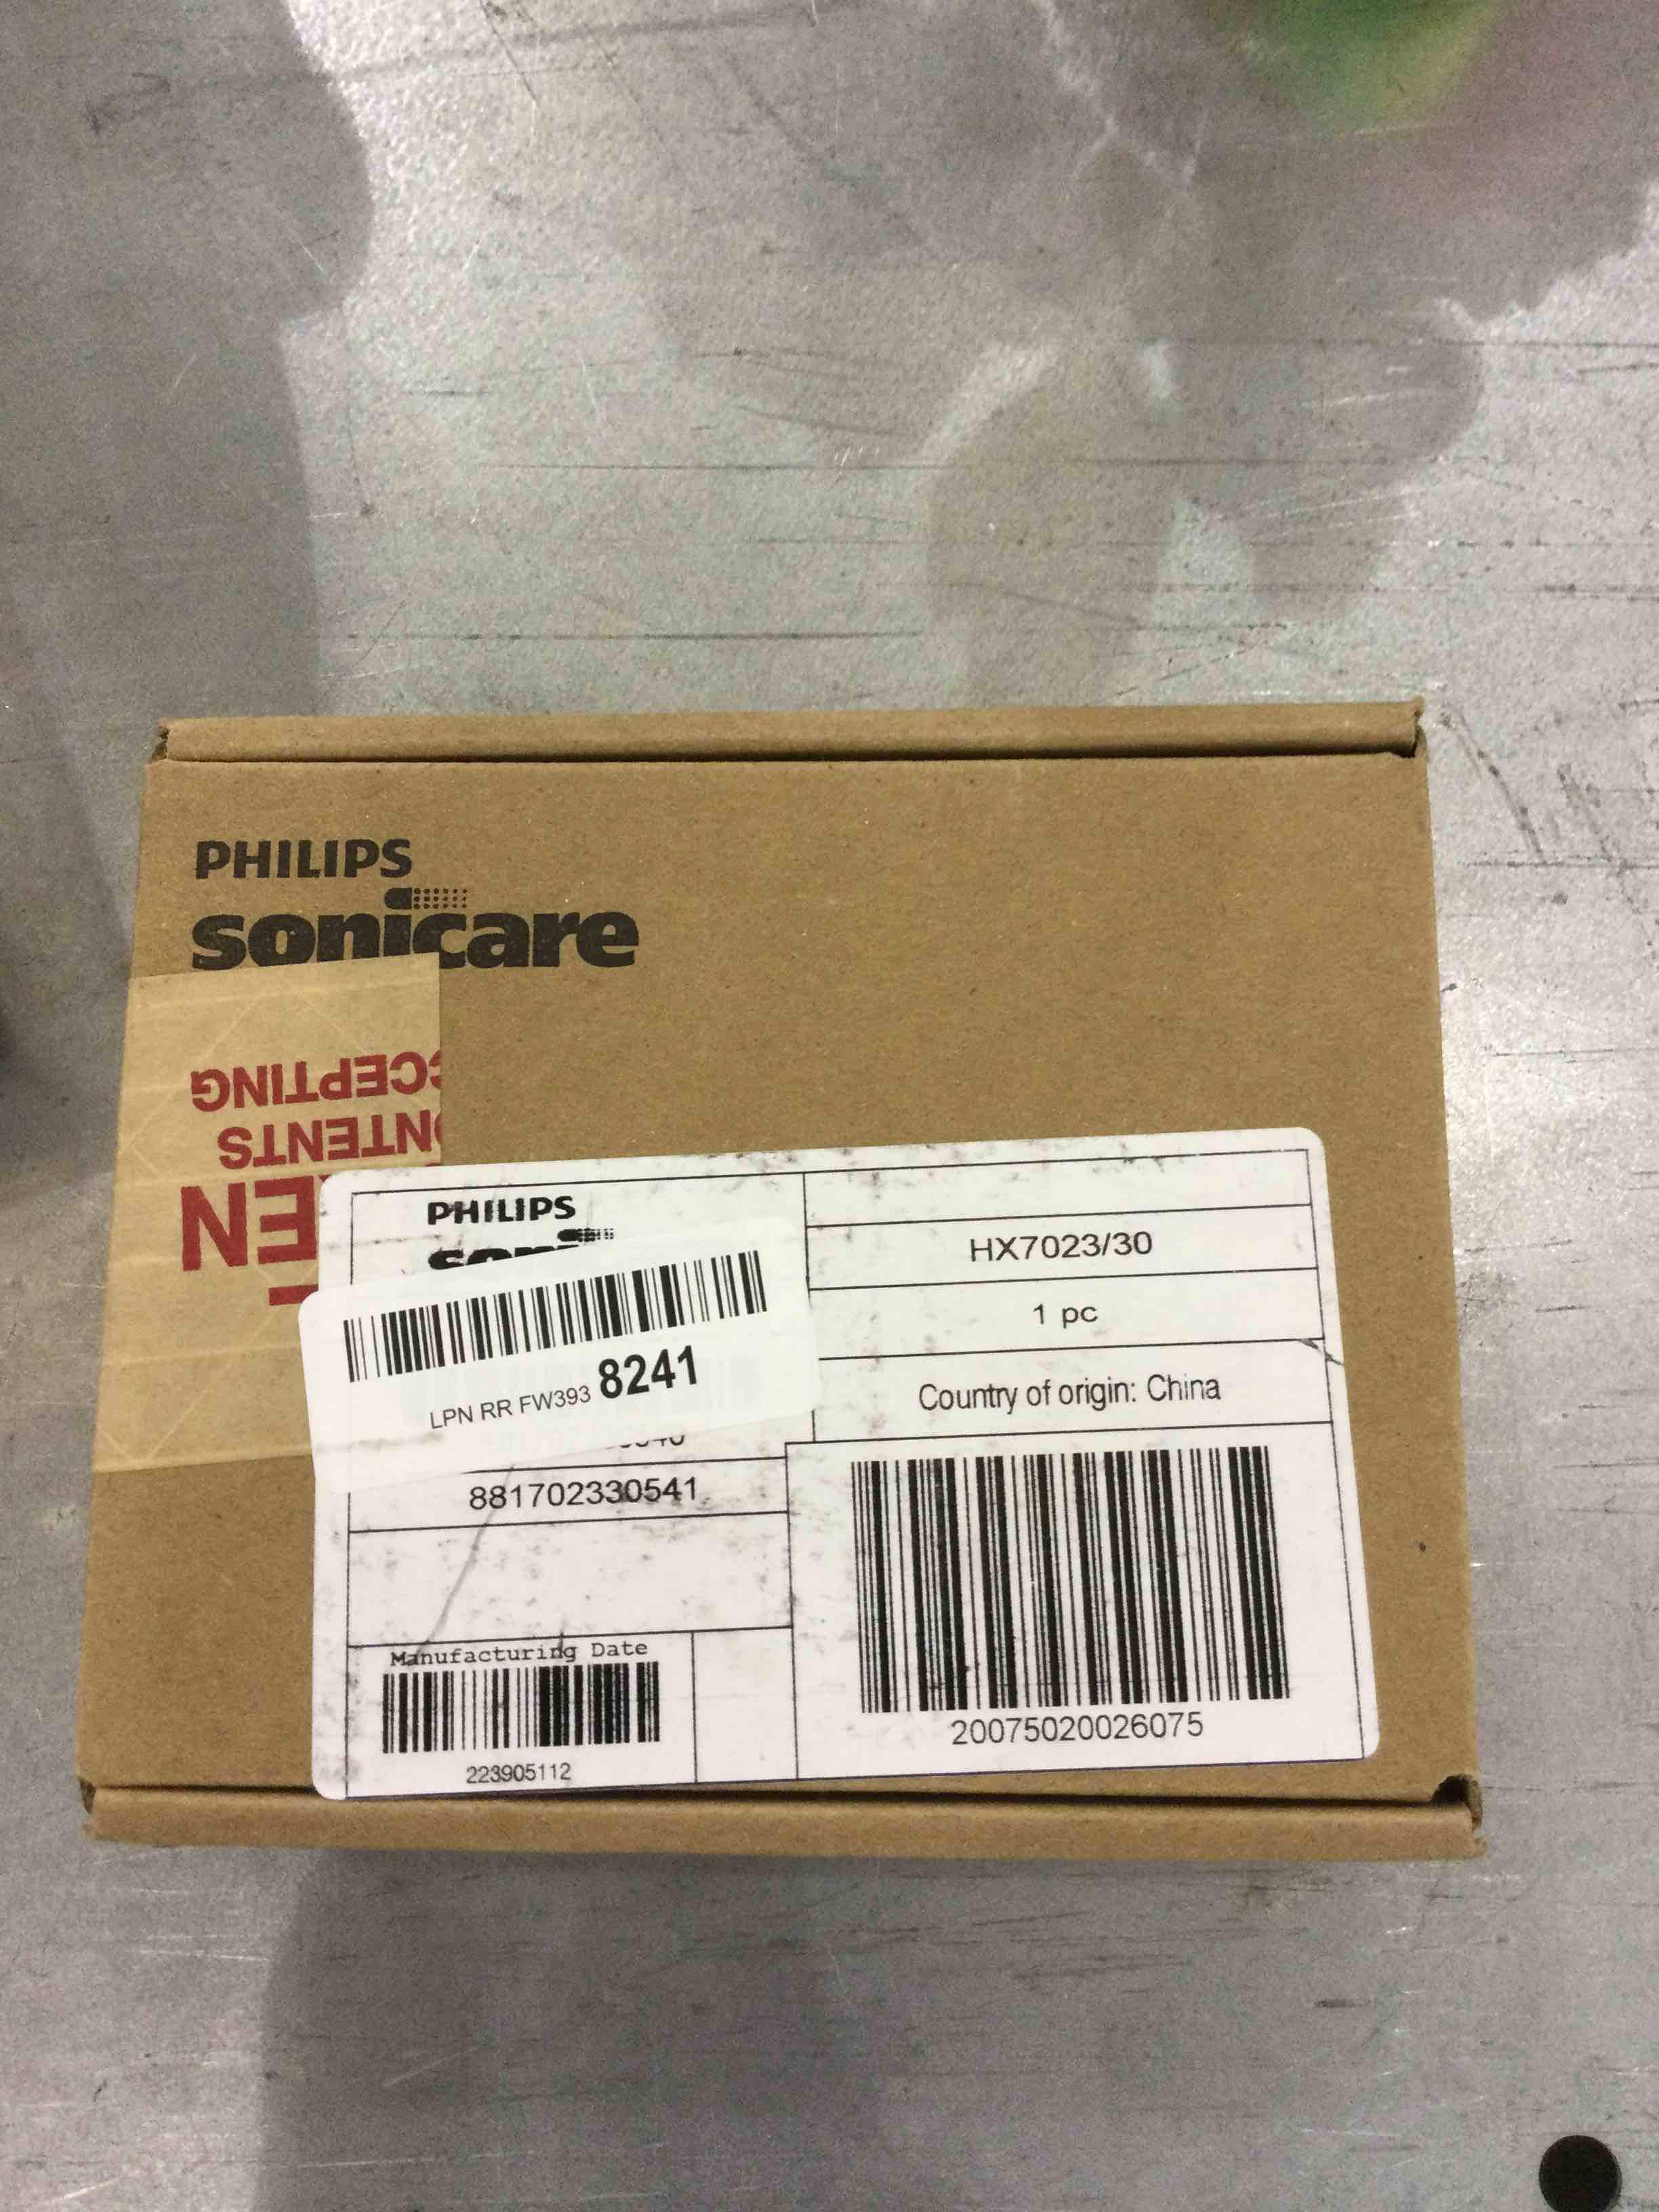 PHILIPS
sonicare
CEPTING
NTENTS
EN
PHILIPS
HX7023/30
1 pc
LPN RR FW393 8241
Country of origin: China
881702330541
Manufacturing Date
223905112
20075020026075